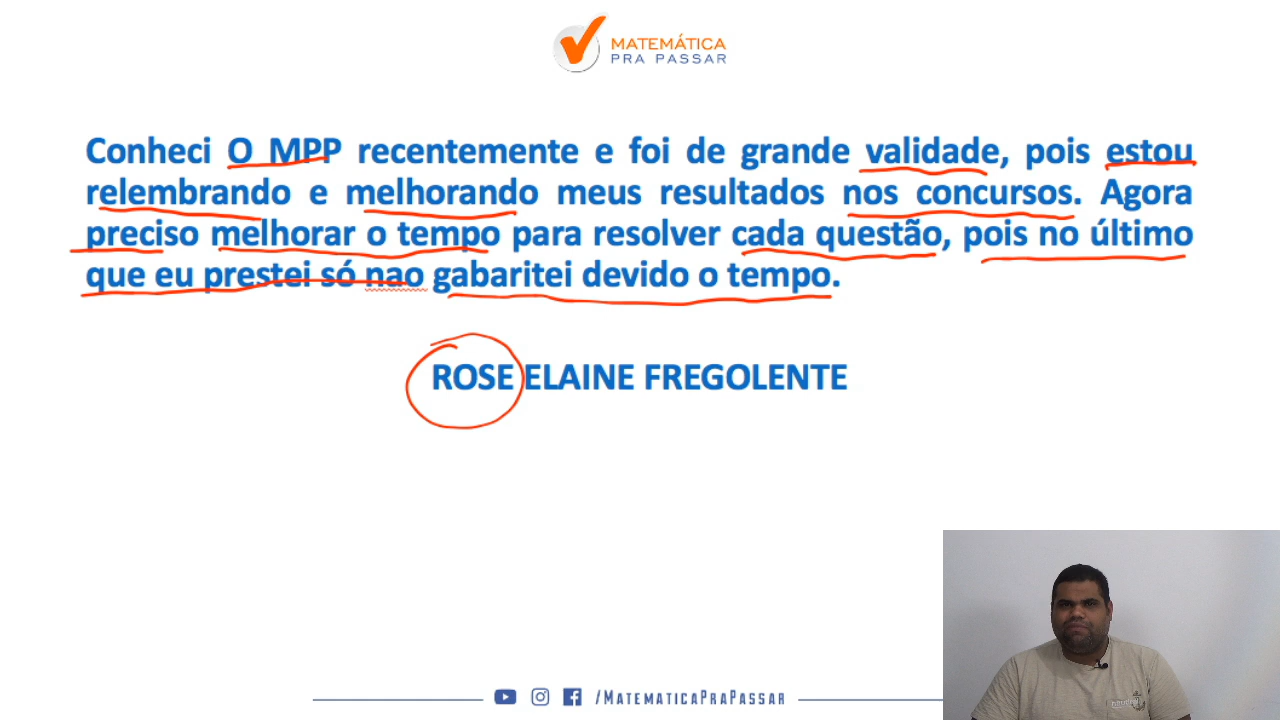 MATEMÁTICA
PRA PASSAR
Conheci O MPP recentemente e foi de grande validade, pois estou
relembrando e melhorando meus resultados nos concursos. Agora
preciso melhorar o tempo para resolver cada questão, pois no último
que eu prestei só nao gabaritei devido o tempo.
ROSE ELAINE FREGOLENTE
/MATEMATICAPRAPASSAR